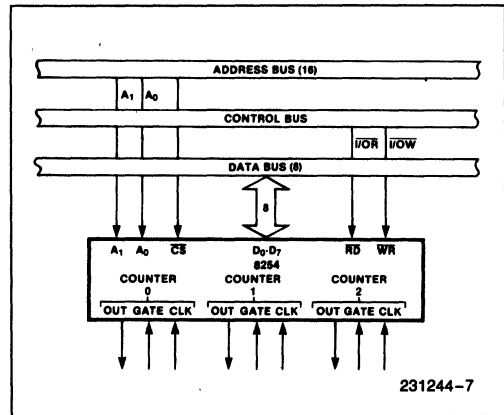 ADDRESS BUS (16)
A₁ A₀
CONTROL BUS
I/OR I/OW
DATA BUS (8)
8
A₁ A₀ CS D₀-D₇ RD WR
8254
COUNTER COUNTER COUNTER
0 1 2
OUT GATE CLK OUT GATE CLK OUT GATE CLK
231244-7